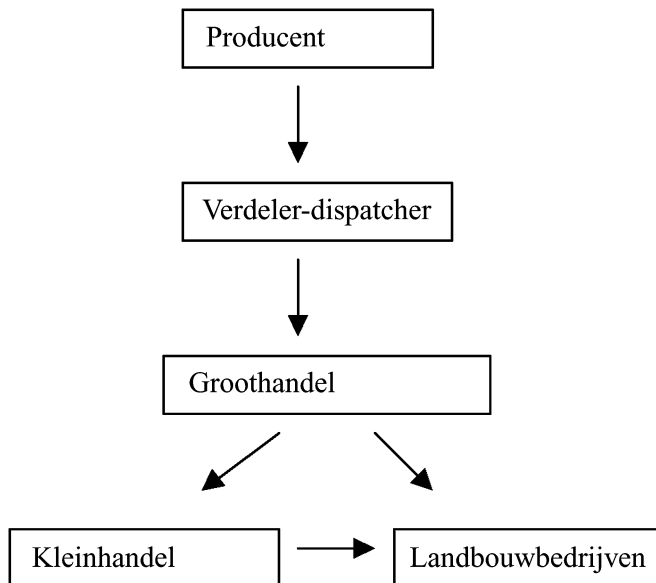 Producent
Verdeler-dispatcher
Groothandel
Kleinhandel
Landbouwbedrijven